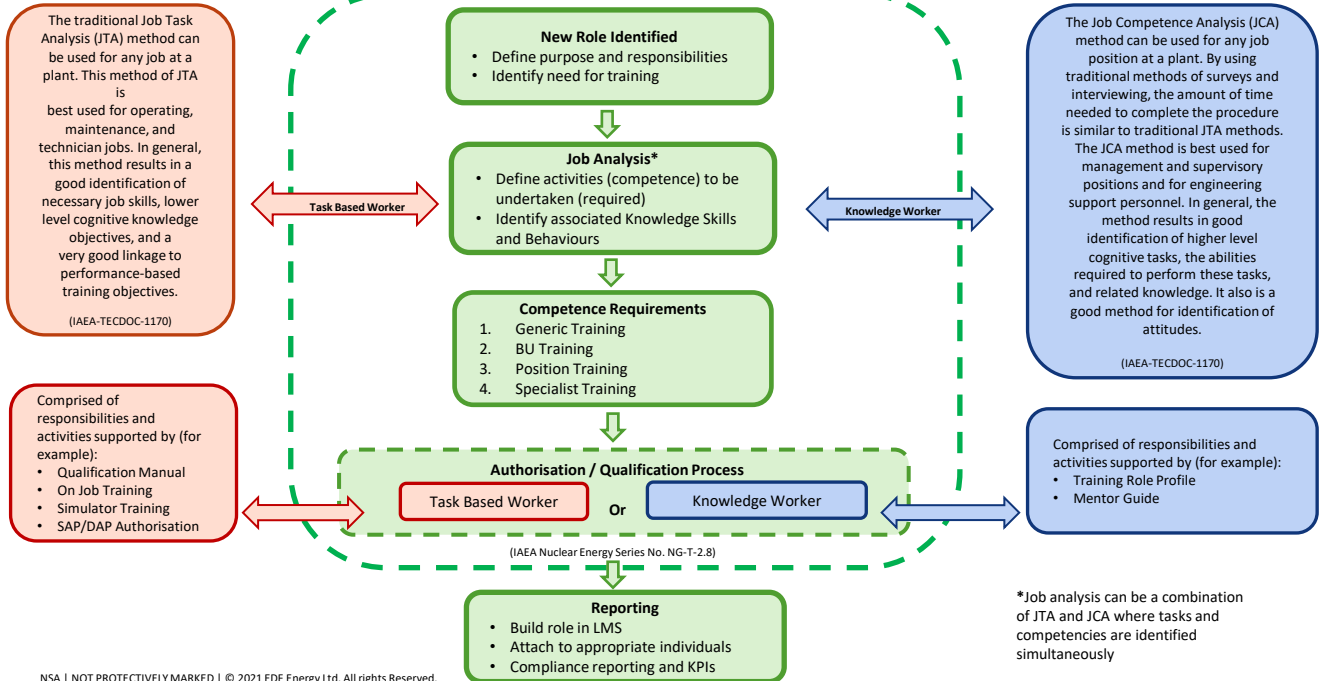 The traditional Job Task
Analysis (JTA) method can
be used for any job at a
plant. This method of JTA
is
best used for operating,
maintenance, and
technician jobs. In general,
this method results in a
good identification of
necessary job skills, lower
level cognitive knowledge
objectives, and a
very good linkage to
performance-based
training objectives.
(IAEA-TECDOC-1170)
New Role Identified
• Define purpose and responsibilities
• Identify need for training
The Job Competence Analysis (JCA)
method can be used for any job
position at a plant. By using
traditional methods of surveys and
interviewing, the amount of time
needed to complete the procedure
is similar to traditional JTA methods.
The JCA method is best used for
management and supervisory
positions and for engineering
support personnel. In general, the
method results in good
identification of higher level
cognitive tasks, the abilities
required to perform these tasks,
and related knowledge. It also is a
good method for identification of
attitudes.
(IAEA-TECDOC-1170)
Task Based Worker
Job Analysis*
• Define activities (competence) to be
undertaken (required)
• Identify associated Knowledge Skills
and Behaviours
Knowledge Worker
Competence Requirements
1. Generic Training
2. BU Training
3. Position Training
4. Specialist Training
Comprised of
responsibilities and
activities supported by (for
example):
• Qualification Manual
• On Job Training
• Simulator Training
• SAP/DAP Authorisation
Authorisation / Qualification Process
Task Based Worker
Or
Knowledge Worker
(IAEA Nuclear Energy Series No. NG-T-2.8)
Comprised of responsibilities and
activities supported by (for example):
• Training Role Profile
• Mentor Guide
Reporting
• Build role in LMS
• Attach to appropriate individuals
• Compliance reporting and KPIs
*Job analysis can be a combination
of JTA and JCA where tasks and
competencies are identified
simultaneously
NSA | NOT PROTECTIVELY MARKED | © 2021 EDF Energy Ltd. All rights Reserved.